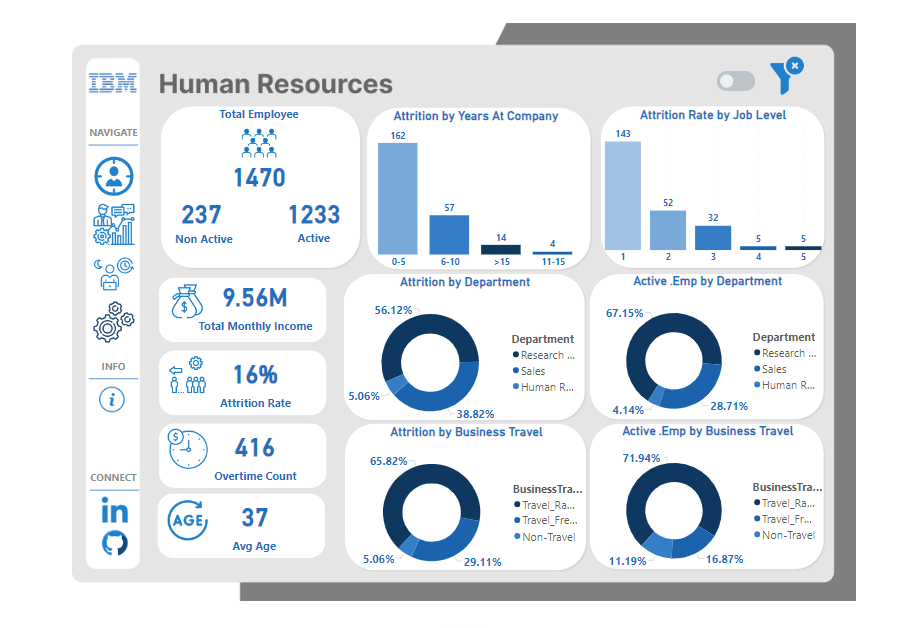 IBM
Human Resources
NAVIGATE
INFO
CONNECT
in
Total Employee
1470
237
1233
Non Active
Active
Attrition by Years At Company
162
57
14
4
0-5
6-10
>15
11-15
Attrition Rate by Job Level
143
52
32
5
5
1
2
3
4
5
$
9.56M
Total Monthly Income
16%
Attrition Rate
$
416
Overtime Count
AGE
37
Avg Age
Attrition by Department
56.12%
5.06%
38.82%
Department
Research ...
Sales
Human R...
Active .Emp by Department
67.15%
4.14%
28.71%
Department
Research ...
Sales
Human R...
Attrition by Business Travel
65.82%
5.06%
29.11%
BusinessTra...
Travel_Ra...
Travel_Fre...
Non-Travel
Active .Emp by Business Travel
71.94%
11.19%
16.87%
BusinessTra...
Travel_Ra...
Travel_Fr...
Non-Travel